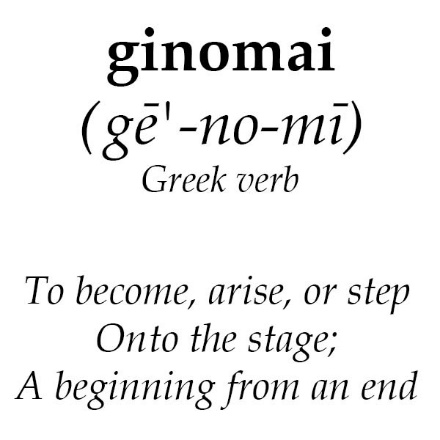 ginomai
(gē'-no-mī)
Greek verb
To become, arise, or step
Onto the stage;
A beginning from an end